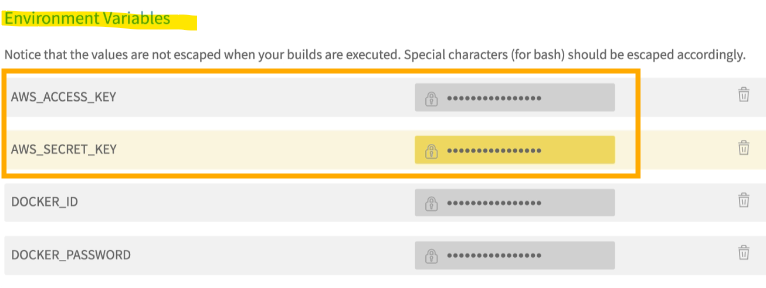 Environment Variables
Notice that the values are not escaped when your builds are executed. Special characters (for bash) should be escaped accordingly.
AWS_ACCESS_KEY ••••••••••••••••
AWS_SECRET_KEY ••••••••••••••••
DOCKER_ID ••••••••••••••••
DOCKER_PASSWORD ••••••••••••••••